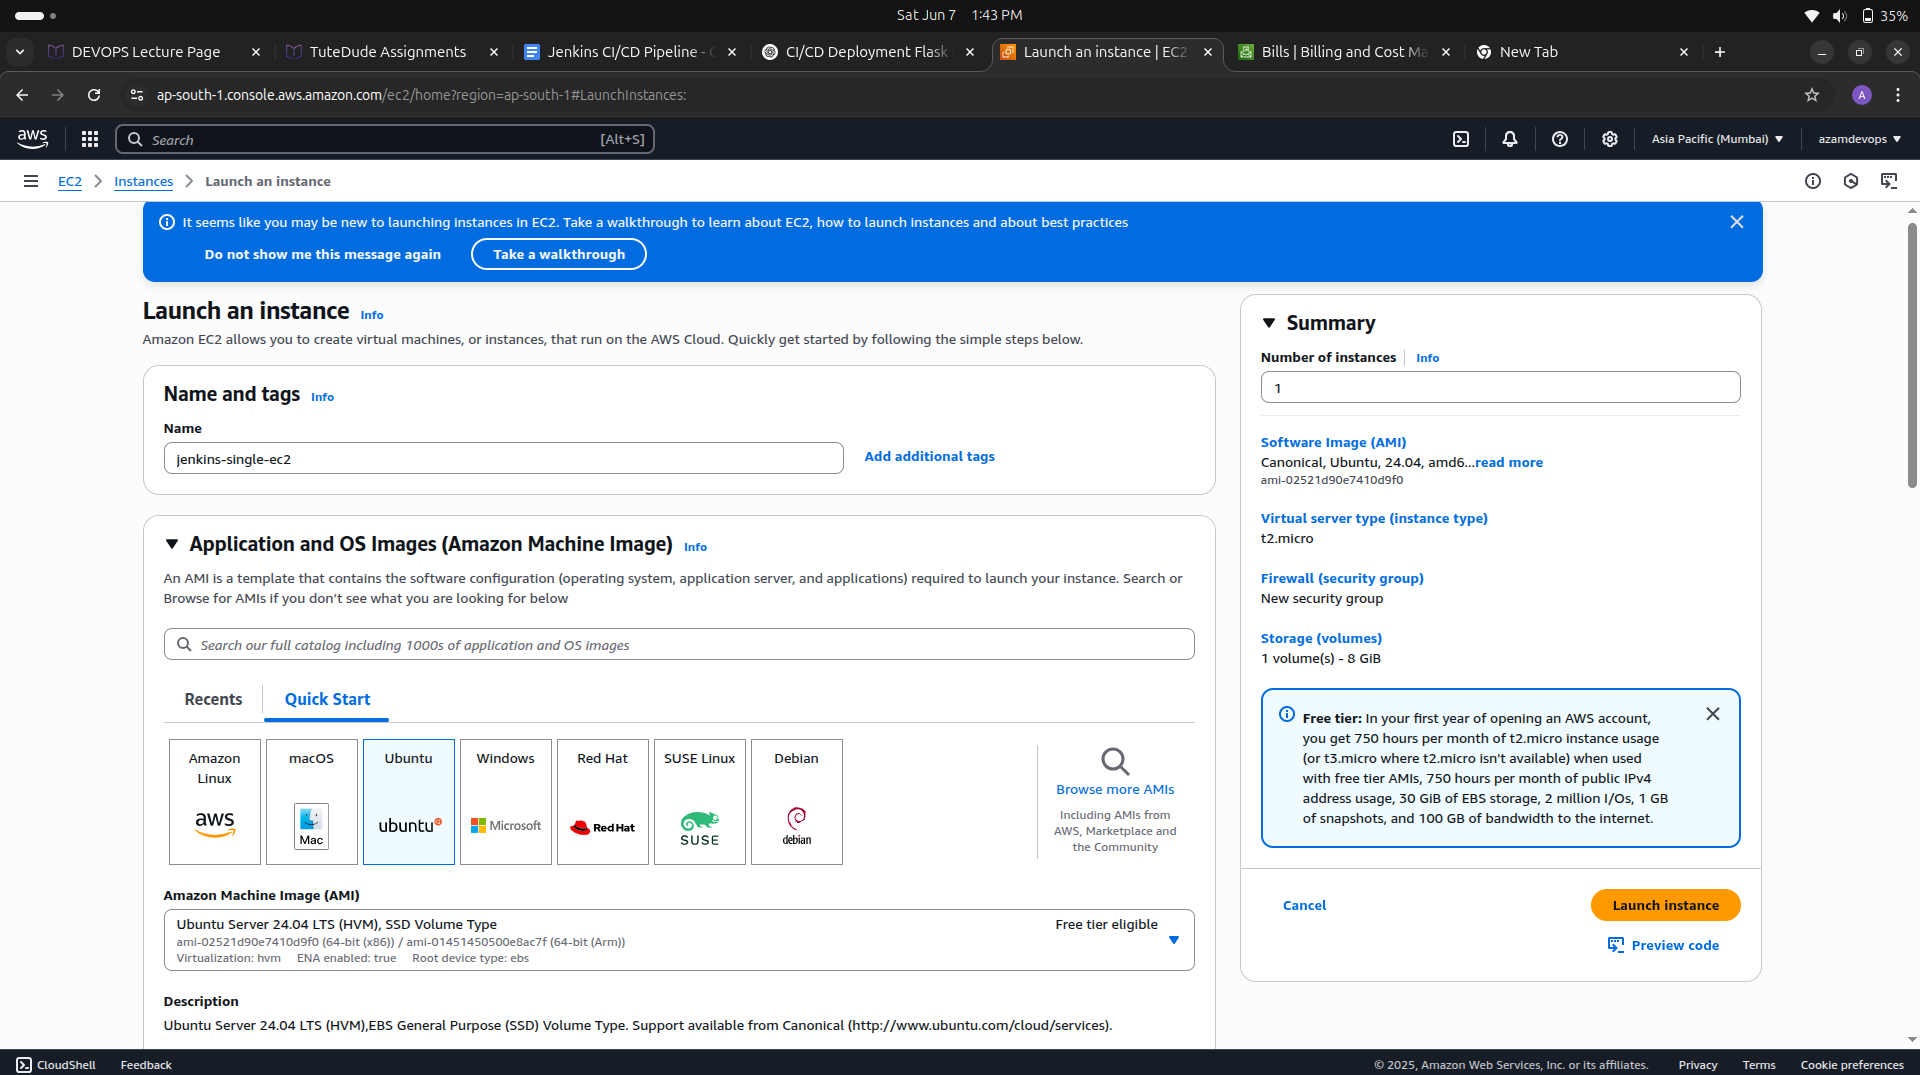 Sat Jun 7 1:43 PM
35%
DEVOPS Lecture Page
TuteDude Assignments
Jenkins CI/CD Pipeline -
CI/CD Deployment Flask
Launch an instance | EC2
Bills | Billing and Cost Ma
New Tab
ap-south-1.console.aws.amazon.com/ec2/home?region=ap-south-1#LaunchInstances:
A
aws
Search
[Alt+S]
Asia Pacific (Mumbai)
azamdevops
EC2
Instances
Launch an instance
It seems like you may be new to launching instances in EC2. Take a walkthrough to learn about EC2, how to launch instances and about best practices
Do not show me this message again
Take a walkthrough
Launch an instance Info
Amazon EC2 allows you to create virtual machines, or instances, that run on the AWS Cloud. Quickly get started by following the simple steps below.
Name and tags Info
Name
jenkins-single-ec2
Add additional tags
Application and OS Images (Amazon Machine Image) Info
An AMI is a template that contains the software configuration (operating system, application server, and applications) required to launch your instance. Search or
Browse for AMIs if you don't see what you are looking for below
Search our full catalog including 1000s of application and OS images
Recents
Quick Start
Amazon
Linux
aws
macOS
Mac
Ubuntu
ubuntu
Windows
Microsoft
Red Hat
Red Hat
SUSE Linux
SUSE
Debian
debian
Browse more AMIs
Including AMIs from
AWS, Marketplace and
the Community
Amazon Machine Image (AMI)
Ubuntu Server 24.04 LTS (HVM), SSD Volume Type
Free tier eligible
ami-02521d90e7410d9f0 (64-bit (x86)) / ami-01451450500e8ac7f (64-bit (Arm))
Virtualization: hvm ENA enabled: true Root device type: ebs
Description
Ubuntu Server 24.04 LTS (HVM),EBS General Purpose (SSD) Volume Type. Support available from Canonical (http://www.ubuntu.com/cloud/services).
Summary
Number of instances Info
1
Software Image (AMI)
Canonical, Ubuntu, 24.04, amd6...read more
ami-02521d90e7410d9f0
Virtual server type (instance type)
t2.micro
Firewall (security group)
New security group
Storage (volumes)
1 volume(s) - 8 GiB
Free tier: In your first year of opening an AWS account,
you get 750 hours per month of t2.micro instance usage
(or t3.micro where t2.micro isn't available) when used
with free tier AMIs, 750 hours per month of public IPv4
address usage, 30 GiB of EBS storage, 2 million I/Os, 1 GB
of snapshots, and 100 GB of bandwidth to the internet.
Cancel
Launch instance
Preview code
CloudShell
Feedback
© 2025, Amazon Web Services, Inc. or its affiliates.
Privacy
Terms
Cookie preferences